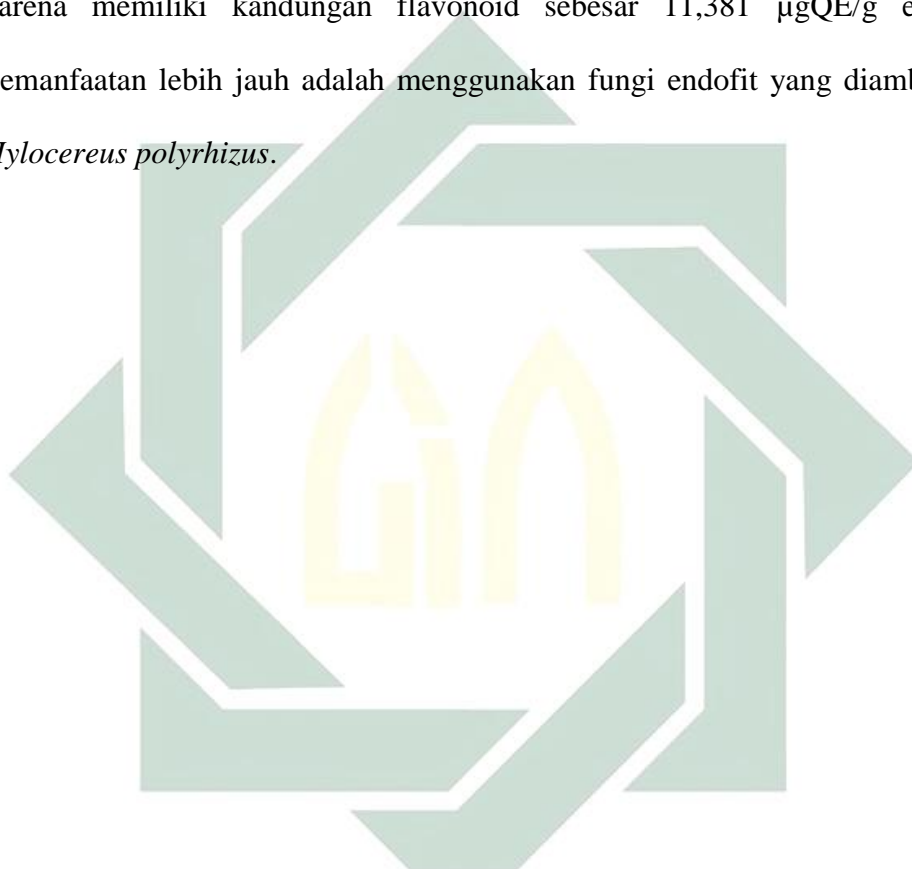 arena memiliki kandungan flavonoid sebesar 11,381 µgQE/g e
emanfaatan lebih jauh adalah menggunakan fungi endofit yang diamb
Hylocereus polyrhizus.
uin